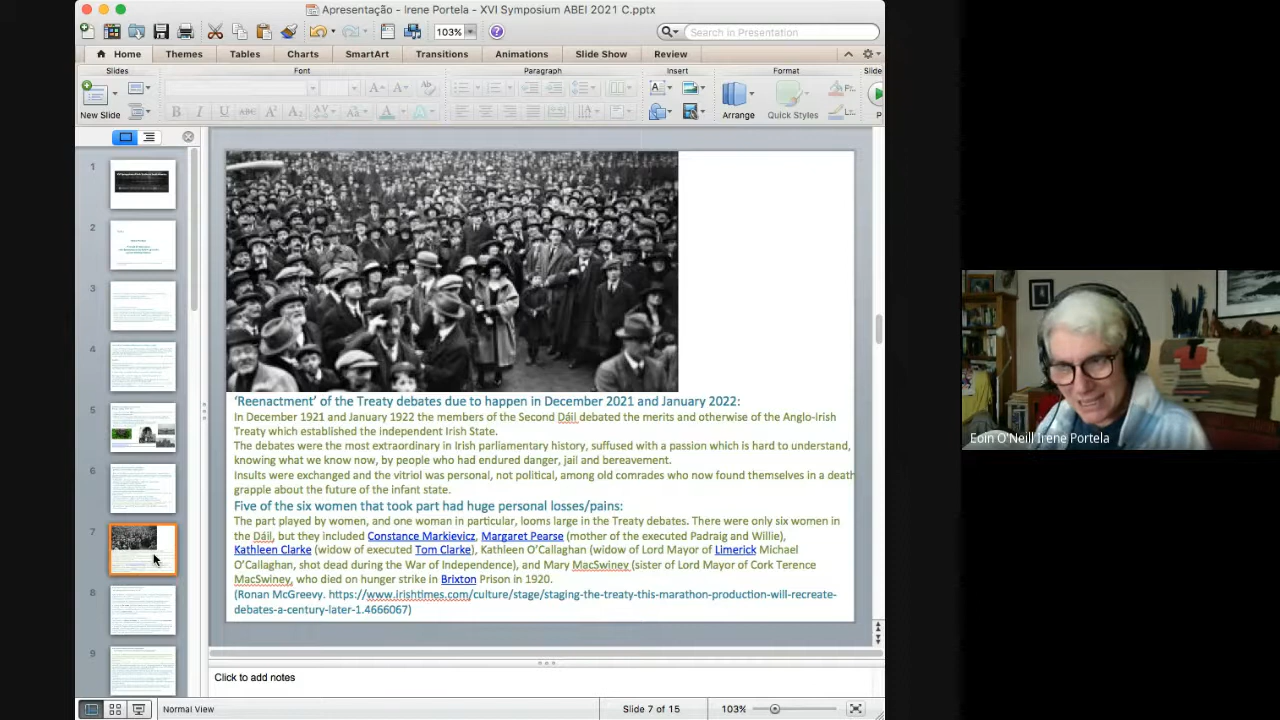 Apresentação - Irene Portela - XVI Symposium ABEI 2021 C.pptx
103%
Search in Presentation
Home
Themes
Tables
Charts
SmartArt
Transitions
Animations
Slide Show
Review
Slides
Font
Paragraph
Insert
Format
Slide
New Slide
Arrange
Quick Styles
1
2
3
4
5
6
7
8
9
'Reenactment' of the Treaty debates due to happen in December 2021 and January 2022:
In December 1921 and January 1922 the members of the Second Dáil debated the merits and otherwise of the Anglo-Irish
Treaty which established the independent Irish State.
The debates were the most extraordinary in Irish parliamentary history, suffused with a passion which is hard to understand,
knowing what we know now, by people who had endured danger, jail and bereavement.
Insults were exchanged and the vitriol was personal, not political, among old comrades who now found themselves in a death
grapple about the future of the infant state.
Five of the six women that took part had huge personal losses/pains:
The part played by women, and one woman in particular, looms large in the Treaty debates. There were only six women in
the Dáil, but they included Constance Markievicz, Margaret Pearse (mother of the executed Padraig and Willie),
Kathleen Clarke (widow of executed Tom Clarke), Kathleen O'Callaghan (widow of Lord Mayor of Limerick Michael
O'Callaghan, shot dead during the War of Independence), and Mary MacSwiney (sister of Lord Mayor of Cork Terence
MacSwiney, who died on hunger strike in Brixton Prison in 1920.
(Ronan McGreevy. https://www.irishtimes.com/culture/stage/staging-the-treaty-this-marathon-production-will-recreate-
debates-a-century-later-1.4666067)
Click to add notes
Normal View
Slide 7 of 15
103%
Eoin O'Neill Irene Portela